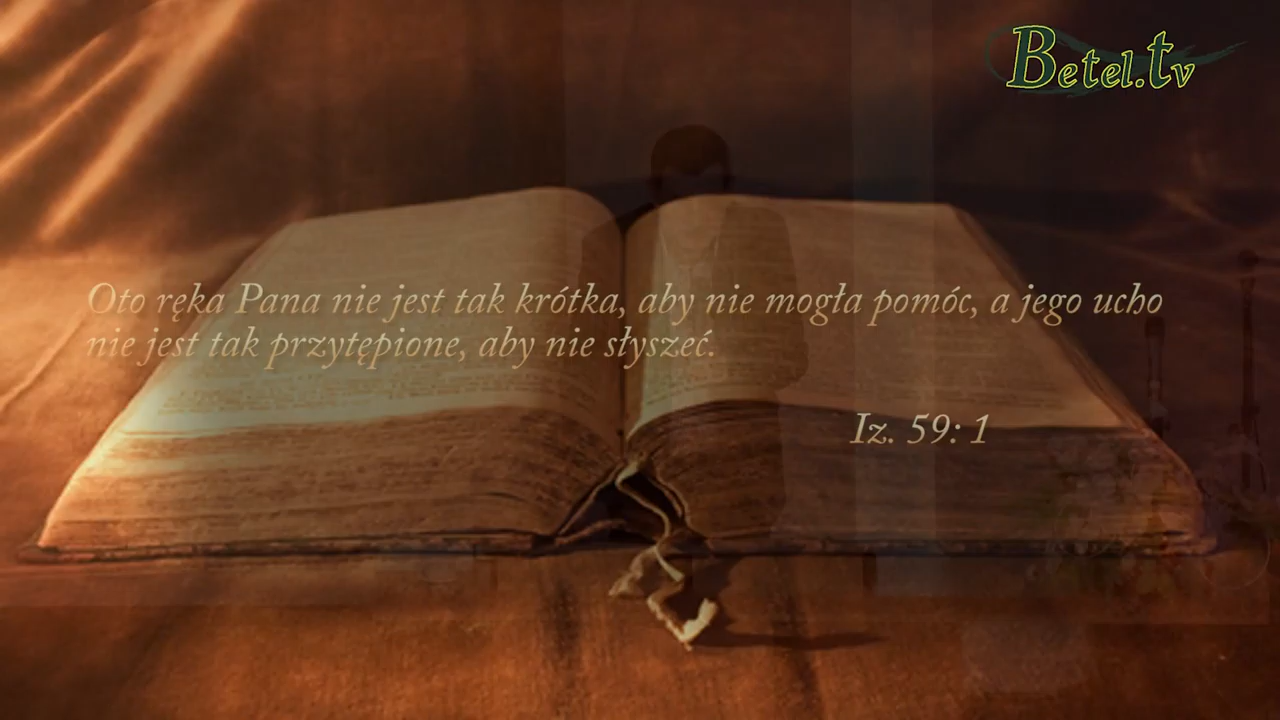 Betel.tv
Oto ręka Pana nie jest tak krótka, aby nie mogła pomóc, a jego ucho
nie jest tak przytępione, aby nie słyszeć.
Iz. 59: 1